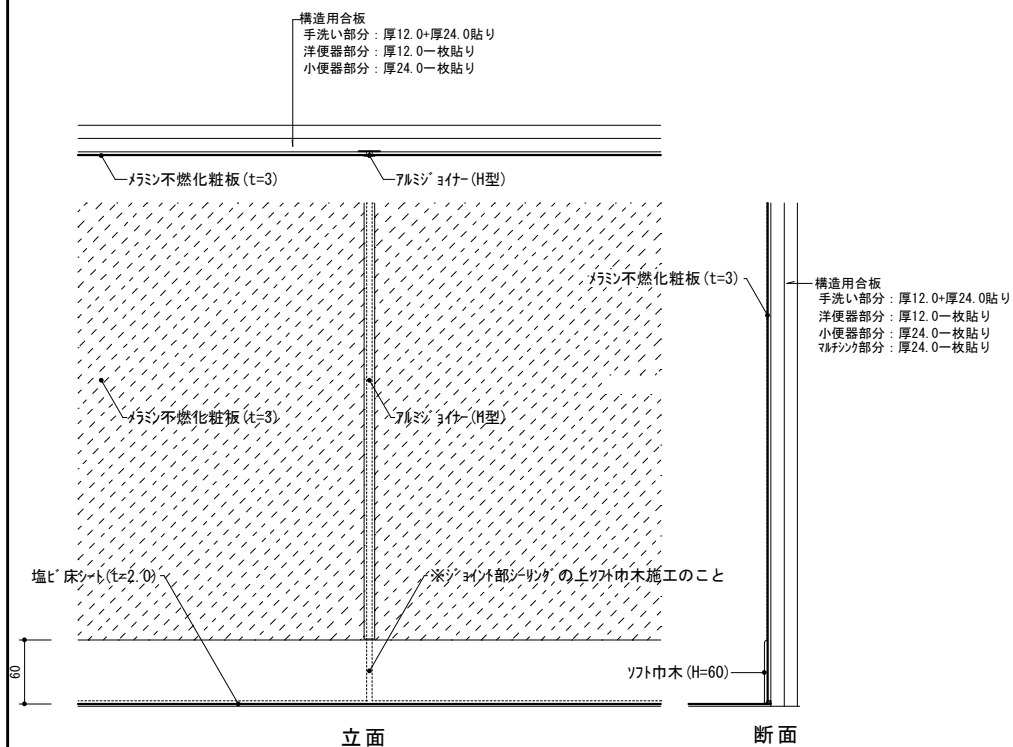 構造用合板
手洗い部分：厚12.0+厚24.0貼り
洋便器部分：厚12.0一枚貼り
小便器部分：厚24.0一枚貼り
ﾒﾗﾐﾝ不燃化粧板(t=3)
ｱﾙﾐｼﾞｮｲﾅｰ(H型)
ﾒﾗﾐﾝ不燃化粧板(t=3)
構造用合板
手洗い部分：厚12.0+厚24.0貼り
洋便器部分：厚12.0一枚貼り
小便器部分：厚24.0一枚貼り
ﾏﾙﾁｼﾝｸ部分：厚24.0一枚貼り
ﾒﾗﾐﾝ不燃化粧板(t=3)
ｱﾙﾐｼﾞｮｲﾅｰ(H型)
塩ﾋﾞ床ｼｰﾄ(t=2.0)
※ｼﾞｮｲﾝﾄ部ｼｰﾘﾝｸﾞの上ｿﾌﾄ巾木施工のこと
60
ｿﾌﾄ巾木(H=60)
立面
断面